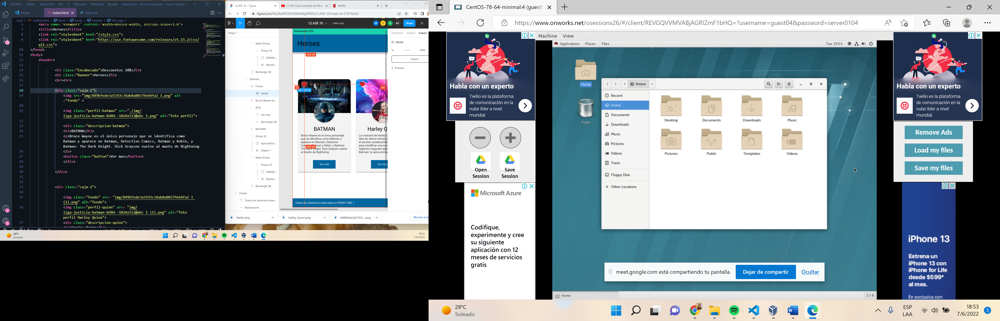 Archivo Editar Selección Ver Ir Ejecutar Terminal Ayuda index.html - Posicionamiento - Visual Studio ...
Iniciar
index.html
style.css
root > index.html > html > body > header > div.caja-1
6 <meta name="viewport" content="width=device-width, initial-scale=1.0">
7 <title>Heroes</title>
8 <link rel="stylesheet" href="/style.css">
9 <link rel="stylesheet" href="https://use.fontawesome.com/releases/v5.15.2/css/
all.css">
10 </head>
11 <body>
12 <header>
13
14 <h3 class="Encabezado">Descuentos 20%</h3>
15 <h1 class="Banner">Heroes</h1>
16 <br><br>
17
18 <div class="caja-1">
19 <img src="img/849bfede3a5193c34ab8a00379e64fa2 1.png" alt
="fondo" >
20
21 <img class="perfil-batman" src="./img/
liga-justicia-batman-kO4H--1024x512@abc 1.png" alt="foto perfil">
22
23 <div class="descripcion-batman">
24 <h3>BATMAN</h3>
25 <p>Bruce Wayne es el único personaje que se identifica como
Batman y aparece en Batman, Detective Comics, Batman y Robin, y
Batman: The Dark Knight. Dick Grayson vuelve al manto de Nightwing
26 </p>
27 <button class="button">Ver mas</button>
28 </div>
29
30 </div>
31
32
33 <div class="caja-2">
34
35 <img class="fondo" src= "img/849bfede3a5193c34ab8a00379e64fa2 1
(1).png" alt="fondo">
36 <img class="perfil-quinn" src= "img/
liga-justicia-batman-kO4H--1024x512@abc 1 (1).png" alt="foto
perfil Harley Quinn">
37 <div class="descripcion-quinn">
29°C
Soleado
18:53
7/6/2022
CLASE 10 – Figma
(1136) Guía Completa de Flexb
Netflix
figma.com/file/NzdP5AErhP4nbIWjy9NIX5/CLASE-10?node-id=2701%3A2
CLASE 10
View only
M A A 69
Share
Page 1
Mask Group
Group 23
849bfe...
Rectan...
Rectangle 38
Batman
Frame
Vector
Bruce Wayne es...
BTN
Ver más
Rectangle 39
BATMAN
Group 22
liga-justicia...
Ellipse 1
Mask Group
Group 23
849bfe...
Rectan...
Rectangle 38
Footer
Todos los derechos reser...
Background
Descuentos 20%
Heroes
308.88
53
941
BATMAN
Bruce Wayne es el único personaje
que se identifica como Batman y
aparece en Batman, Detective
688.88
al manto de Nightwing
Ver más
Harley Q
La creación de Harley
idea de último minuto
el escritor estadouniden
para modificar una esc
vigésimo-segundo epis
Batman: la serie anima
Ver más
Todos los derechos reservados a FRONT END 1
Comment Inspect Export
Vector
1x Suffix PNG
Export
Preview
Vector.png
Harley Quinn.png
849bfede3a5193c....png
Mostrar todo
CentOS-78-64-minimal:4 (guest0
https://www.onworks.net/osessionx26/#/client/REVGQVVMVABjAGRlZmF1bHQ=?username=guest04&password=server0104
Habla con un experto
Twilio es la plataforma
de comunicación en la
nube líder a nivel
mundial.
Open
Session
Save
Session
Microsoft Azure
Codifique,
experimente y cree
su siguiente
aplicación con 12
meses de servicios
gratis
Machine View
Applications Places Files
Tue 19:53
Home
Trash
Home
Recent
Home
Documents
Downloads
Music
Pictures
Videos
Trash
Floppy Disk
Other Locations
Desktop
Documents
Downloads
Music
Pictures
Public
Templates
Videos
meet.google.com está compartiendo tu pantalla.
Dejar de compartir
Ocultar
Home
1 / 4
Habla con un experto
Twilio es la plataforma
de comunicación en la
nube líder a nivel
mundial.
Remove Ads
Load my files
Save my files
iPhone 13
Estrena un
iPhone 13 con
iPhone for Life
desde $599*
al mes.
En exclusiva con
29°C
Soleado
ESP
LAA
18:53
7/6/2022
3